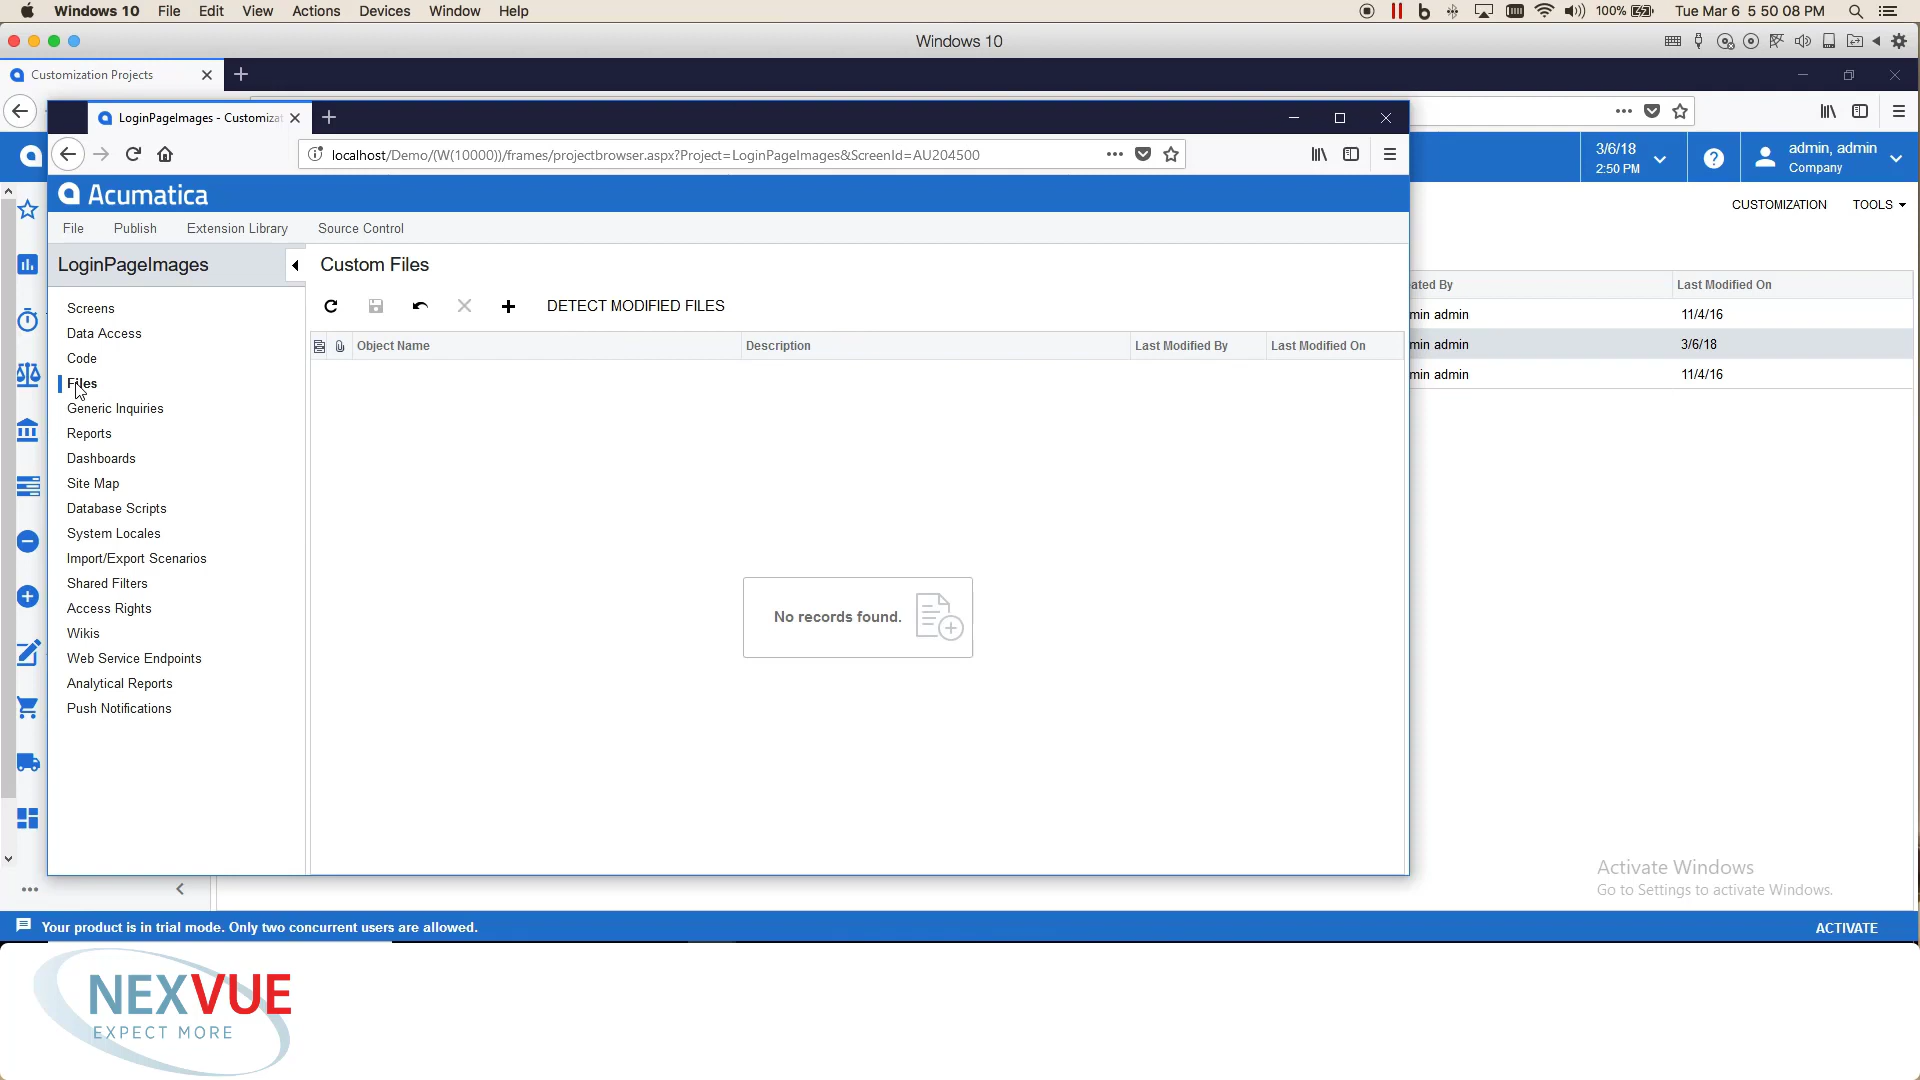 Windows 10 File Edit View Actions Devices Window Help 100% Tue Mar 6 5 50 08 PM
Windows 10
Customization Projects
LoginPageImages - Customizat
localhost/Demo/(W(10000))/frames/projectbrowser.aspx?Project=LoginPageImages&ScreenId=AU204500
3/6/18
2:50 PM
admin, admin
Company
Acumatica
CUSTOMIZATION TOOLS
File Publish Extension Library Source Control
LoginPageImages
Custom Files
DETECT MODIFIED FILES
Object Name Description Last Modified By Last Modified On
ated By Last Modified On
min admin 11/4/16
min admin 3/6/18
min admin 11/4/16
Screens
Data Access
Code
Files
Generic Inquiries
Reports
Dashboards
Site Map
Database Scripts
System Locales
Import/Export Scenarios
Shared Filters
Access Rights
Wikis
Web Service Endpoints
Analytical Reports
Push Notifications
No records found.
Activate Windows
Go to Settings to activate Windows.
Your product is in trial mode. Only two concurrent users are allowed. ACTIVATE
NEXVUE
EXPECT MORE